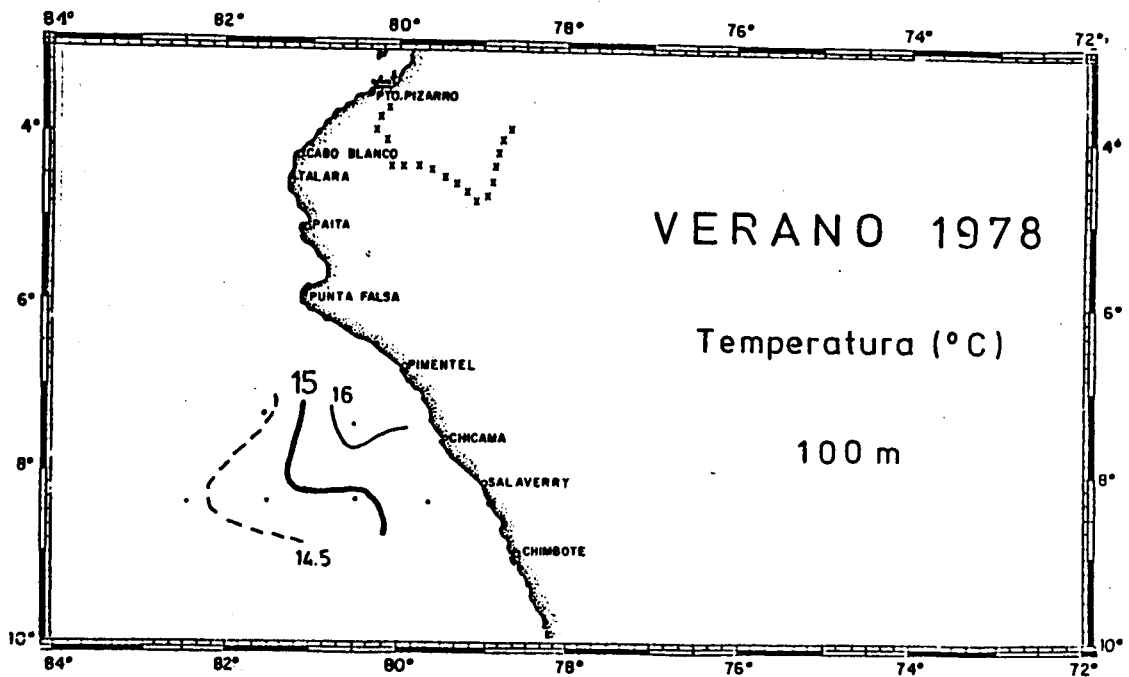 84° 82° 80° 78° 76° 74° 72°
PTO. PIZARRO
4° 4°
CABO BLANCO
TALARA
PAITA
VERANO 1978
6° PUNTA FALSA 6°
Temperatura (°C)
PIMENTEL
15 16
CHICAMA
100 m
8° 8°
SALAVERRY
14.5
CHIMBOTE
10° 10°
84° 82° 80° 78° 76° 74° 72°